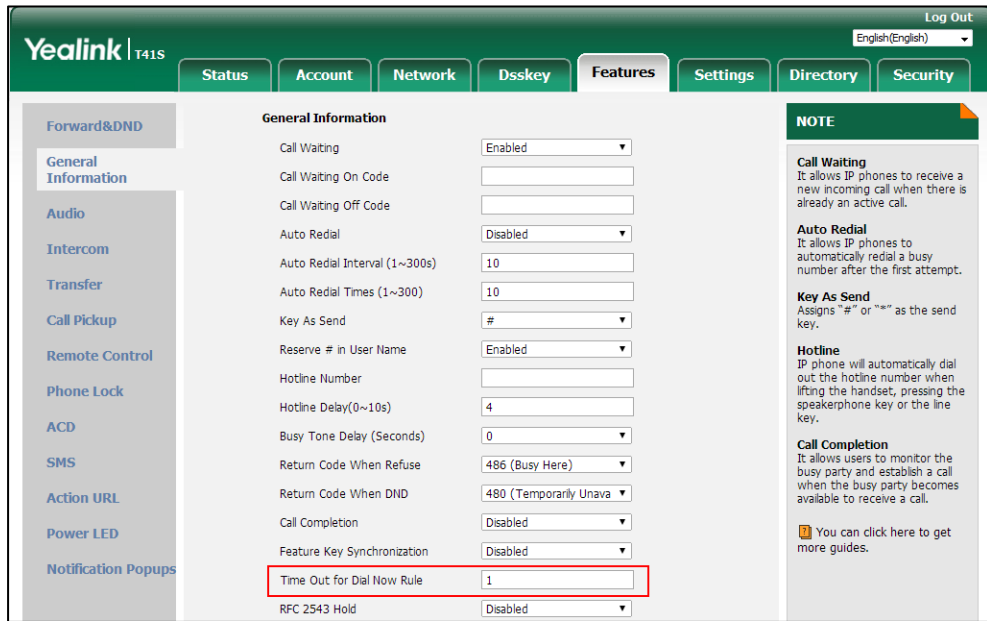 Log Out
Yealink | T41S
English(English)
Status Account Network Dsskey Features Settings Directory Security
Forward&DND
General
Information
Audio
Intercom
Transfer
Call Pickup
Remote Control
Phone Lock
ACD
SMS
Action URL
Power LED
Notification Popups
General Information
Call Waiting Enabled
Call Waiting On Code
Call Waiting Off Code
Auto Redial Disabled
Auto Redial Interval (1~300s) 10
Auto Redial Times (1~300) 10
Key As Send #
Reserve # in User Name Enabled
Hotline Number
Hotline Delay(0~10s) 4
Busy Tone Delay (Seconds) 0
Return Code When Refuse 486 (Busy Here)
Return Code When DND 480 (Temporarily Unava
Call Completion Disabled
Feature Key Synchronization Disabled
Time Out for Dial Now Rule 1
RFC 2543 Hold Disabled
NOTE
Call Waiting
It allows IP phones to receive a
new incoming call when there is
already an active call.
Auto Redial
It allows IP phones to
automatically redial a busy
number after the first attempt.
Key As Send
Assigns "#" or "*" as the send
key.
Hotline
IP phone will automatically dial
out the hotline number when
lifting the handset, pressing the
speakerphone key or the line
key.
Call Completion
It allows users to monitor the
busy party and establish a call
when the busy party becomes
available to receive a call.
You can click here to get
more guides.